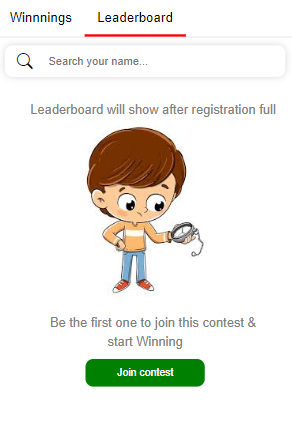 Winnnings Leaderboard
Search your name...
Leaderboard will show after registration full
Be the first one to join this contest &
start Winning
Join contest